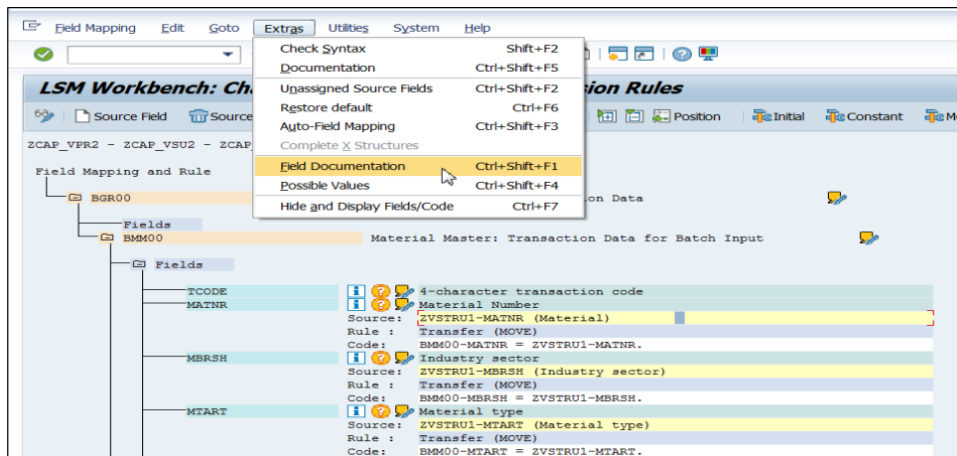 Field Mapping Edit Goto Extras Utilities System Help
Check Syntax Shift+F2
Documentation Ctrl+Shift+F5
LSM Workbench: Ch
Unassigned Source Fields Ctrl+Shift+F2
ion Rules
Restore default Ctrl+F6
Source Field Source
Auto-Field Mapping Ctrl+Shift+F3
Position Initial Constant
Complete X Structures
ZCAP_VPR2 - ZCAP_VSU2 - ZCAP
Field Documentation Ctrl+Shift+F1
Field Mapping and Rule
Possible Values Ctrl+Shift+F4
BGR00
on Data
Hide and Display Fields/Code Ctrl+F7
Fields
BMM00 Material Master: Transaction Data for Batch Input
Fields
TCODE 4-character transaction code
MATNR Material Number
Source: ZVSTRU1-MATNR (Material)
Rule : Transfer (MOVE)
Code: BMM00-MATNR = ZVSTRU1-MATNR.
MBRSH Industry sector
Source: ZVSTRU1-MBRSH (Industry sector)
Rule : Transfer (MOVE)
Code: BMM00-MBRSH = ZVSTRU1-MBRSH.
MTART Material type
Source: ZVSTRU1-MTART (Material type)
Rule : Transfer (MOVE)
Code: BMM00-MTART = ZVSTRU1-MTART.